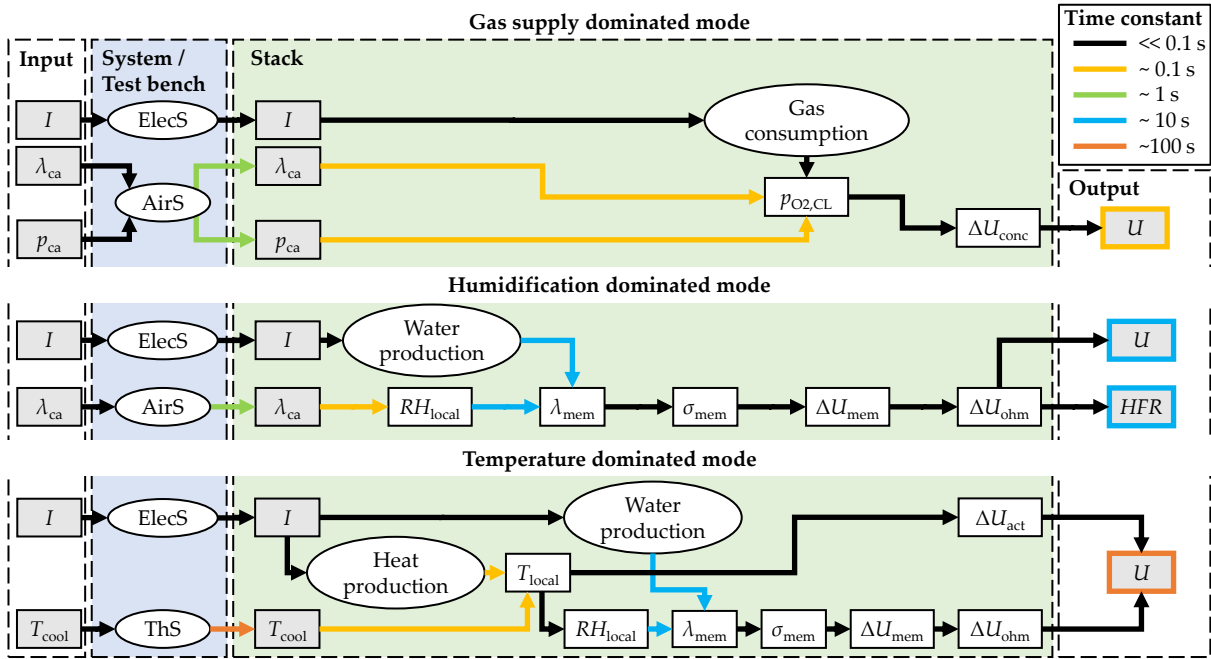 Gas supply dominated mode
Time constant
<< 0.1 s
~ 0.1 s
~ 1 s
~ 10 s
~100 s
Input
System /
Test bench
Stack
Output
I
ElecS
I
Gas
consumption
λca
AirS
λca
pO2,CL
pca
pca
ΔUconc
U
Humidification dominated mode
I
ElecS
I
Water
production
U
λca
AirS
λca
RHlocal
λmem
σmem
ΔUmem
ΔUohm
HFR
Temperature dominated mode
I
ElecS
I
Water
production
ΔUact
Heat
production
Tlocal
U
Tcool
ThS
Tcool
RHlocal
λmem
σmem
ΔUmem
ΔUohm